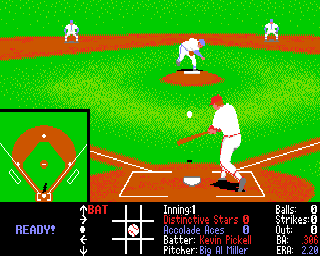 BAT
READY!
Inning:1
Distinctive Stars 0
Accolade Aces 0
Batter: Kevin Pickell
Pitcher: Big Al Miller
Balls: 0
Strikes: 0
Out: 0
BA: .306
ERA: 2.20